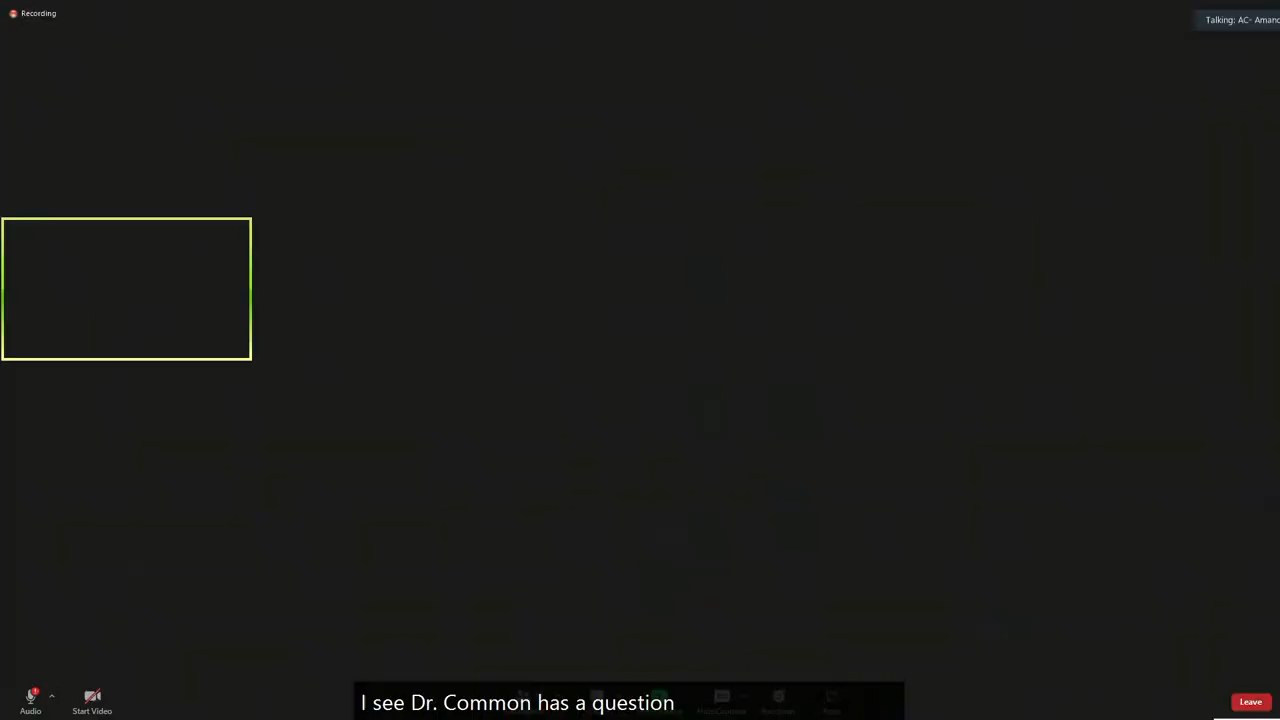 Recording
Talking: AC- Amanc
I see Dr. Common has a question
Audio
Start Video
Leave